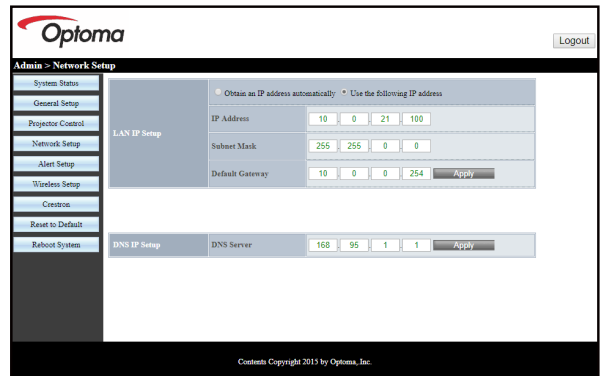 Optoma
Logout
Admin > Network Setup
System Status
General Setup
Projector Control
Network Setup
Alert Setup
Wireless Setup
Crestron
Reset to Default
Reboot System
LAN IP Setup
Obtain an IP address automatically Use the following IP address
IP Address 10 . 0 . 21 . 100
Subnet Mask 255 . 255 . 0 . 0
Default Gateway 10 . 0 . 0 . 254 Apply
DNS IP Setup DNS Server 168 . 95 . 1 . 1 Apply
Contents Copyright 2015 by Optoma, Inc.